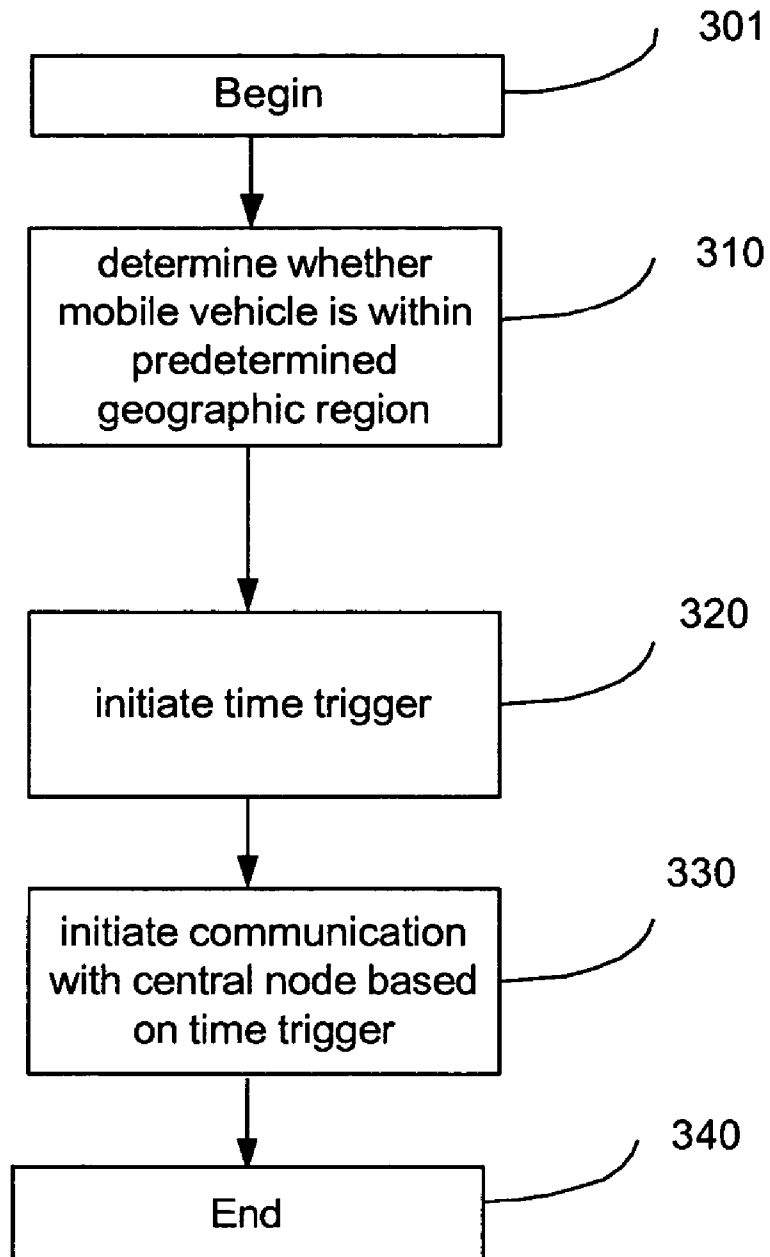 301
Begin
310
determine whether
mobile vehicle is within
predetermined
geographic region
320
initiate time trigger
330
initiate communication
with central node based
on time trigger
340
End